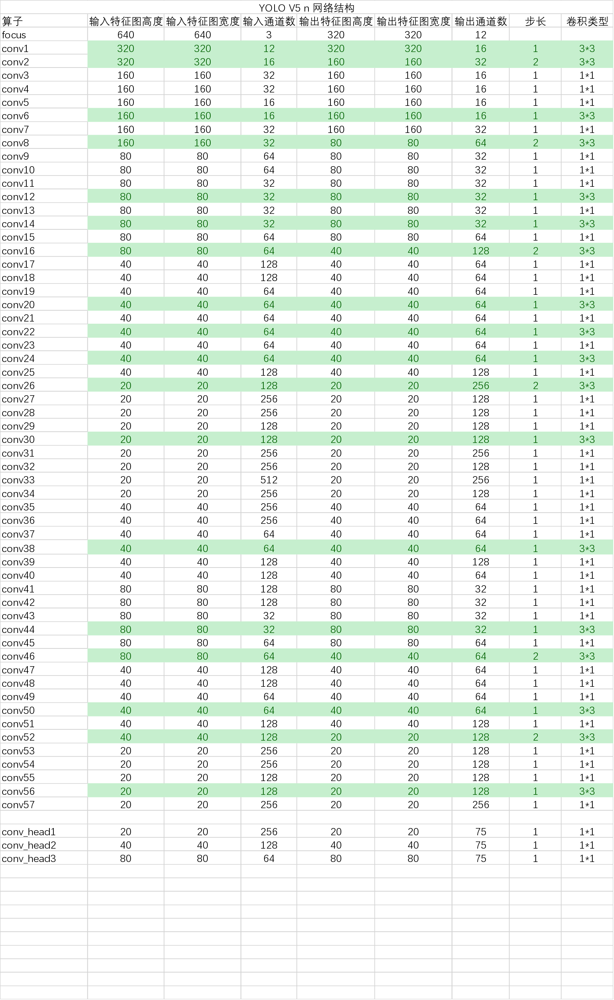 YOLO V5 n 网络结构
算子 输入特征图高度 输入特征图宽度 输入通道数 输出特征图高度 输出特征图宽度 输出通道数 步长 卷积类型
focus 640 640 3 320 320 12
conv1 320 320 12 320 320 16 1 3*3
conv2 320 320 16 160 160 32 2 3*3
conv3 160 160 32 160 160 16 1 1*1
conv4 160 160 32 160 160 16 1 1*1
conv5 160 160 16 160 160 16 1 1*1
conv6 160 160 16 160 160 16 1 3*3
conv7 160 160 32 160 160 32 1 1*1
conv8 160 160 32 80 80 64 2 3*3
conv9 80 80 64 80 80 32 1 1*1
conv10 80 80 64 80 80 32 1 1*1
conv11 80 80 32 80 80 32 1 1*1
conv12 80 80 32 80 80 32 1 3*3
conv13 80 80 32 80 80 32 1 1*1
conv14 80 80 32 80 80 32 1 3*3
conv15 80 80 64 80 80 64 1 1*1
conv16 80 80 64 40 40 128 2 3*3
conv17 40 40 128 40 40 64 1 1*1
conv18 40 40 128 40 40 64 1 1*1
conv19 40 40 64 40 40 64 1 1*1
conv20 40 40 64 40 40 64 1 3*3
conv21 40 40 64 40 40 64 1 1*1
conv22 40 40 64 40 40 64 1 3*3
conv23 40 40 64 40 40 64 1 1*1
conv24 40 40 64 40 40 64 1 3*3
conv25 40 40 128 40 40 128 1 1*1
conv26 20 20 128 20 20 256 2 3*3
conv27 20 20 256 20 20 128 1 1*1
conv28 20 20 256 20 20 128 1 1*1
conv29 20 20 128 20 20 128 1 1*1
conv30 20 20 128 20 20 128 1 3*3
conv31 20 20 256 20 20 256 1 1*1
conv32 20 20 256 20 20 128 1 1*1
conv33 20 20 512 20 20 256 1 1*1
conv34 20 20 256 20 20 128 1 1*1
conv35 40 40 256 40 40 64 1 1*1
conv36 40 40 256 40 40 64 1 1*1
conv37 40 40 64 40 40 64 1 1*1
conv38 40 40 64 40 40 64 1 3*3
conv39 40 40 128 40 40 128 1 1*1
conv40 40 40 128 40 40 64 1 1*1
conv41 80 80 128 80 80 32 1 1*1
conv42 80 80 128 80 80 32 1 1*1
conv43 80 80 32 80 80 32 1 1*1
conv44 80 80 32 80 80 32 1 3*3
conv45 80 80 64 80 80 64 1 1*1
conv46 80 80 64 40 40 64 2 3*3
conv47 40 40 128 40 40 64 1 1*1
conv48 40 40 128 40 40 64 1 1*1
conv49 40 40 64 40 40 64 1 1*1
conv50 40 40 64 40 40 64 1 3*3
conv51 40 40 128 40 40 128 1 1*1
conv52 40 40 128 20 20 128 2 3*3
conv53 20 20 256 20 20 128 1 1*1
conv54 20 20 256 20 20 128 1 1*1
conv55 20 20 128 20 20 128 1 1*1
conv56 20 20 128 20 20 128 1 3*3
conv57 20 20 256 20 20 256 1 1*1
conv_head1 20 20 256 20 20 75 1 1*1
conv_head2 40 40 128 40 40 75 1 1*1
conv_head3 80 80 64 80 80 75 1 1*1